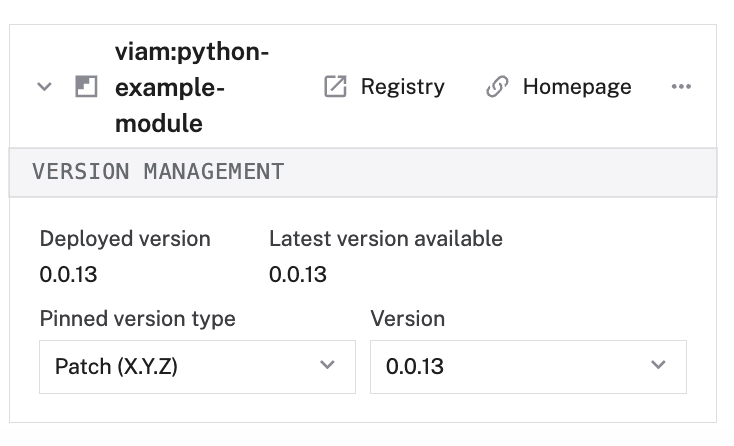 viam:python-
example-
module
Registry
Homepage
VERSION MANAGEMENT
Deployed version
Latest version available
0.0.13
0.0.13
Pinned version type
Version
Patch (X.Y.Z)
0.0.13